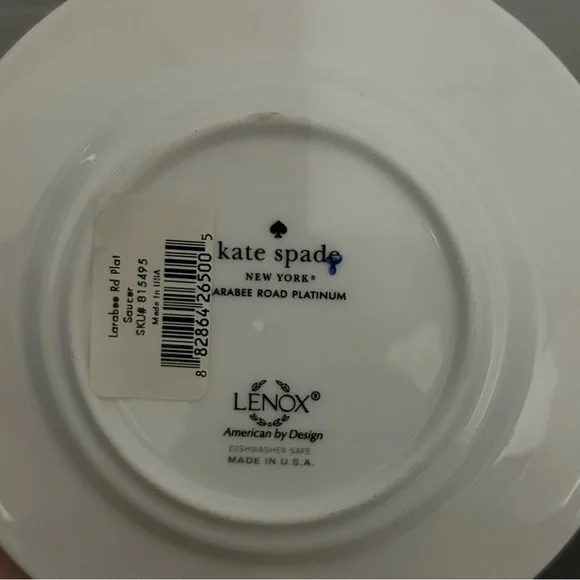 kate spade
NEW YORK®
LARABEE ROAD PLATINUM
Larabee Rd Plat
Saucer
SKU# 815495
Made In USA
8 82864 26500 5
LENOX®
American by Design
DISHWASHER SAFE
MADE IN U.S.A.